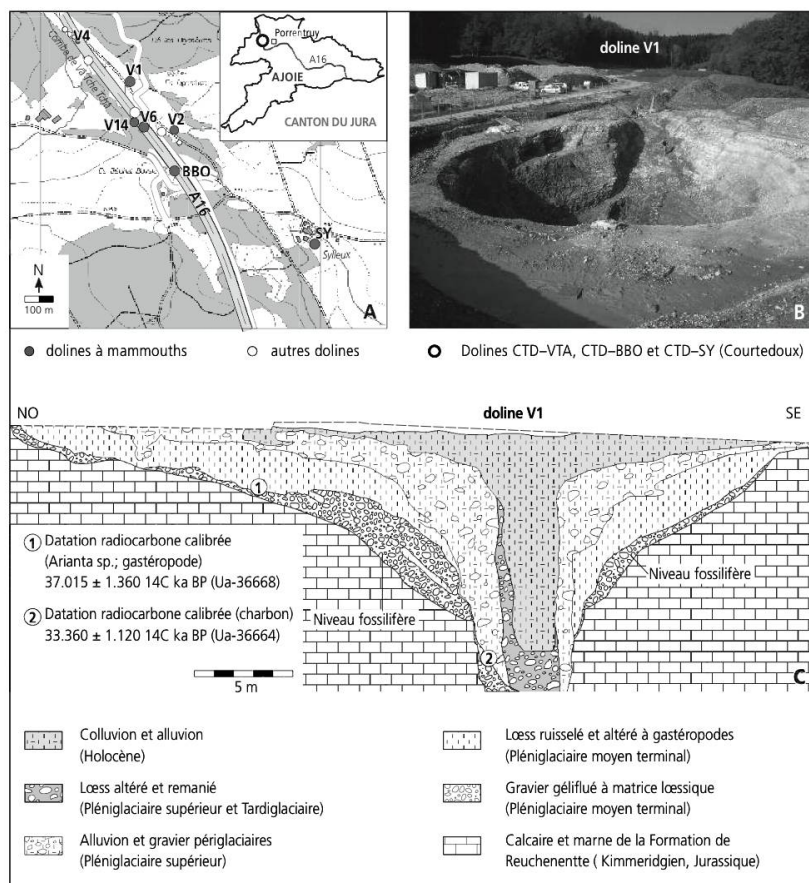 V4
V1
V14
V6
V2
BBO
A16
SY
Sylleux
N
100 m
A
Porrentruy
A16
AJOIE
CANTON DU JURA
doline V1
B
dolines à mammouths
autres dolines
Dolines CTD–VTA, CTD–BBO et CTD–SY (Courtedoux)
NO
doline V1
SE
1
1 Datation radiocarbone calibrée
(Arianta sp.; gastéropode)
37.015 ± 1.360 14C ka BP (Ua-36668)
2 Datation radiocarbone calibrée (charbon)
33.360 ± 1.120 14C ka BP (Ua-36664)
Niveau fossilifère
Niveau fossilifère
2
5 m
C
Colluvion et alluvion
(Holocène)
Lœss altéré et remanié
(Pléniglaciaire supérieur et Tardiglaciaire)
Alluvion et gravier périglaciaires
(Pléniglaciaire supérieur)
Lœss ruisselé et altéré à gastéropodes
(Pléniglaciaire moyen terminal)
Gravier géliflué à matrice lœssique
(Pléniglaciaire moyen terminal)
Calcaire et marne de la Formation de
Reuchenentte ( Kimmeridgien, Jurassique)